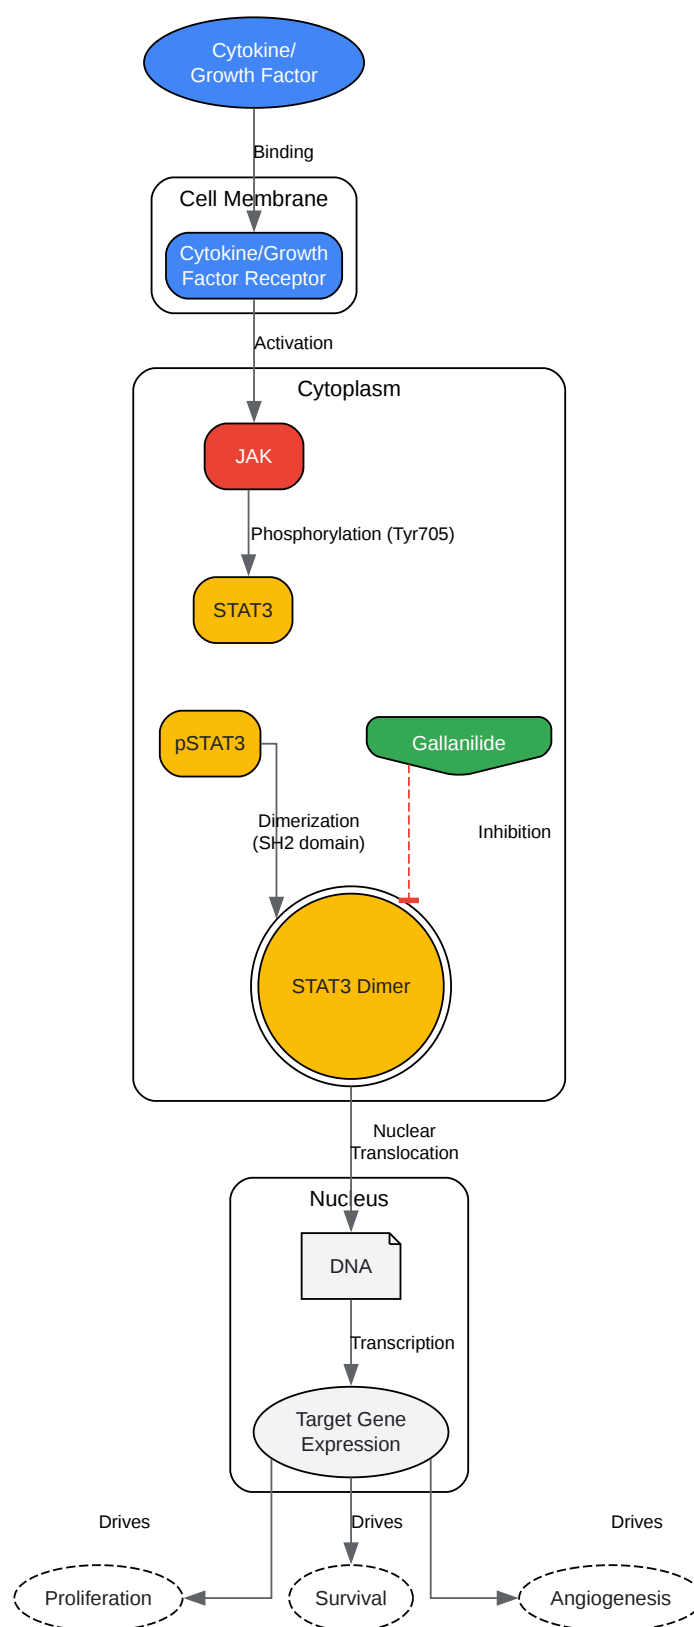 Cytokine/
Growth Factor
Binding
Cell Membrane
Cytokine/Growth
Factor Receptor
Activation
Cytoplasm
JAK
Phosphorylation (Tyr705)
STAT3
pSTAT3
Gallanilide
Dimerization
(SH2 domain)
Inhibition
STAT3 Dimer
Nuclear
Translocation
Nucleus
DNA
Transcription
Target Gene
Expression
Drives
Drives
Drives
Proliferation
Survival
Angiogenesis